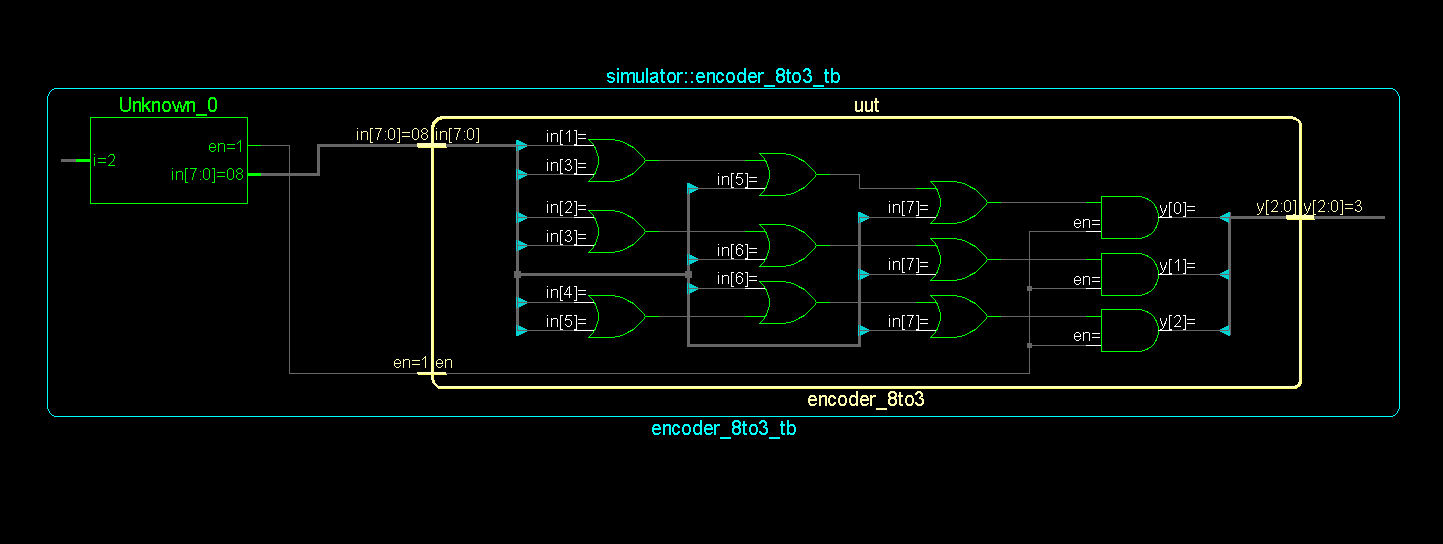 simulator::encoder_8to3_tb
Unknown_0
uut
i=2
en=1
in[7:0]=08
in[7:0]=08
in[7:0]
in[1]=
in[3]=
in[5]=
in[7]=
in[2]=
in[3]=
in[6]=
in[7]=
in[4]=
in[5]=
in[6]=
in[7]=
en=
y[0]=
en=
y[1]=
en=
y[2]=
y[2:0]
y[2:0]=3
en=1
en
encoder_8to3
encoder_8to3_tb